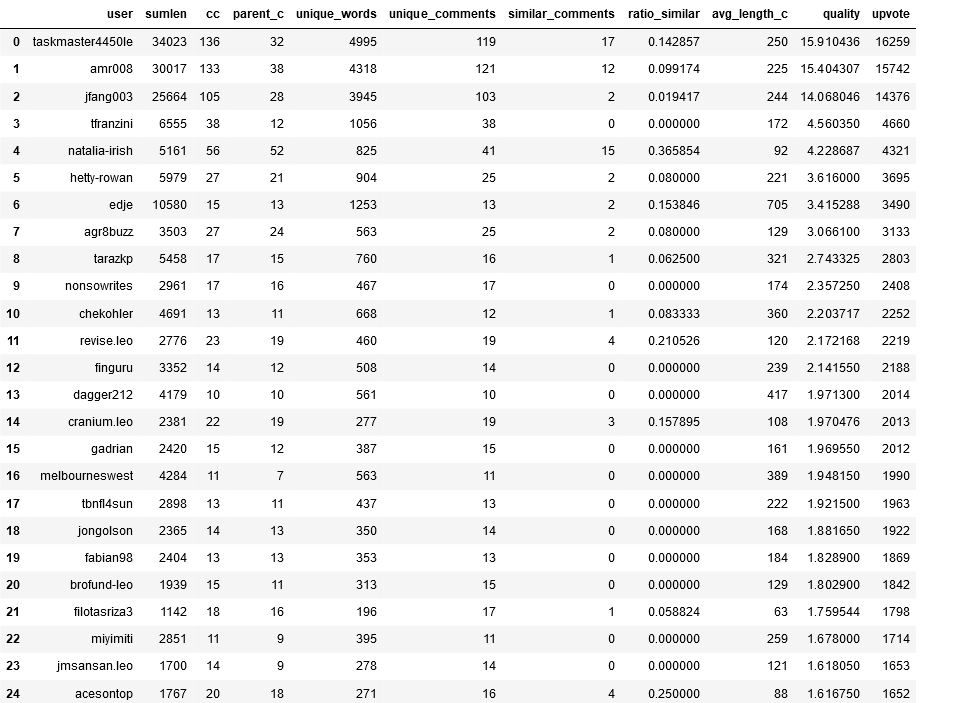 user sumlen cc parent_c unique_words unique_comments similar_comments ratio_similar avg_length_c quality upvote
0 taskmaster4450le 34023 136 32 4995 119 17 0.142857 250 15.910436 16259
1 amr008 30017 133 38 4318 121 12 0.099174 225 15.404307 15742
2 jfang003 25664 105 28 3945 103 2 0.019417 244 14.068046 14376
3 tfranzini 6555 38 12 1056 38 0 0.000000 172 4.560350 4660
4 natalia-irish 5161 56 52 825 41 15 0.365854 92 4.228687 4321
5 hetty-rowan 5979 27 21 904 25 2 0.080000 221 3.616000 3695
6 edje 10580 15 13 1253 13 2 0.153846 705 3.415288 3490
7 agr8buzz 3503 27 24 563 25 2 0.080000 129 3.066100 3133
8 tarazkp 5458 17 15 760 16 1 0.062500 321 2.743325 2803
9 nonsowrites 2961 17 16 467 17 0 0.000000 174 2.357250 2408
10 chekohler 4691 13 11 668 12 1 0.083333 360 2.203717 2252
11 revise.leo 2776 23 19 460 19 4 0.210526 120 2.172168 2219
12 finguru 3352 14 12 508 14 0 0.000000 239 2.141550 2188
13 dagger212 4179 10 10 561 10 0 0.000000 417 1.971300 2014
14 cranium.leo 2381 22 19 277 19 3 0.157895 108 1.970476 2013
15 gadrian 2420 15 12 387 15 0 0.000000 161 1.969550 2012
16 melbourneswest 4284 11 7 563 11 0 0.000000 389 1.948150 1990
17 tbnfl4sun 2898 13 11 437 13 0 0.000000 222 1.921500 1963
18 jongolson 2365 14 13 350 14 0 0.000000 168 1.881650 1922
19 fabian98 2404 13 13 353 13 0 0.000000 184 1.828900 1869
20 brofund-leo 1939 15 11 313 15 0 0.000000 129 1.802900 1842
21 filotasriza3 1142 18 16 196 17 1 0.058824 63 1.759544 1798
22 miyimiti 2851 11 9 395 11 0 0.000000 259 1.678000 1714
23 jmsansan.leo 1700 14 9 278 14 0 0.000000 121 1.618050 1653
24 acesontop 1767 20 18 271 16 4 0.250000 88 1.616750 1652